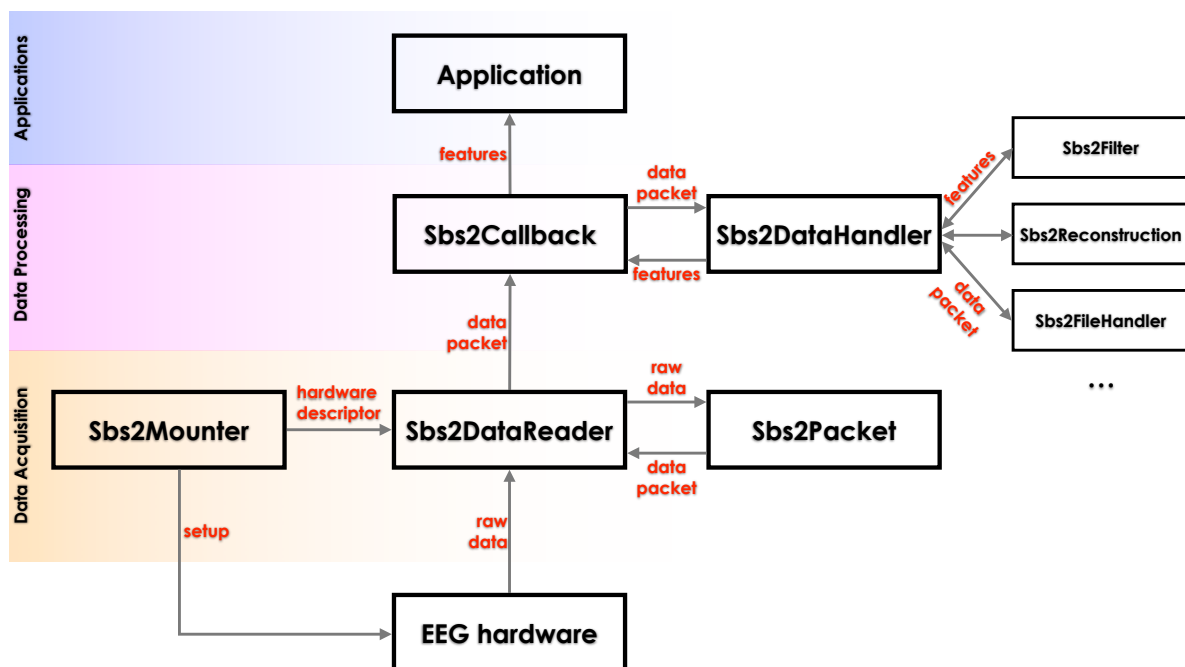 Applications
Application
features
Data Processing
Sbs2Callback
data
packet
features
Sbs2DataHandler
features
data
packet
Sbs2Filter
Sbs2Reconstruction
Sbs2FileHandler
...
data
packet
Data Acquisition
Sbs2Mounter
hardware
descriptor
Sbs2DataReader
raw
data
data
packet
Sbs2Packet
setup
raw
data
EEG hardware